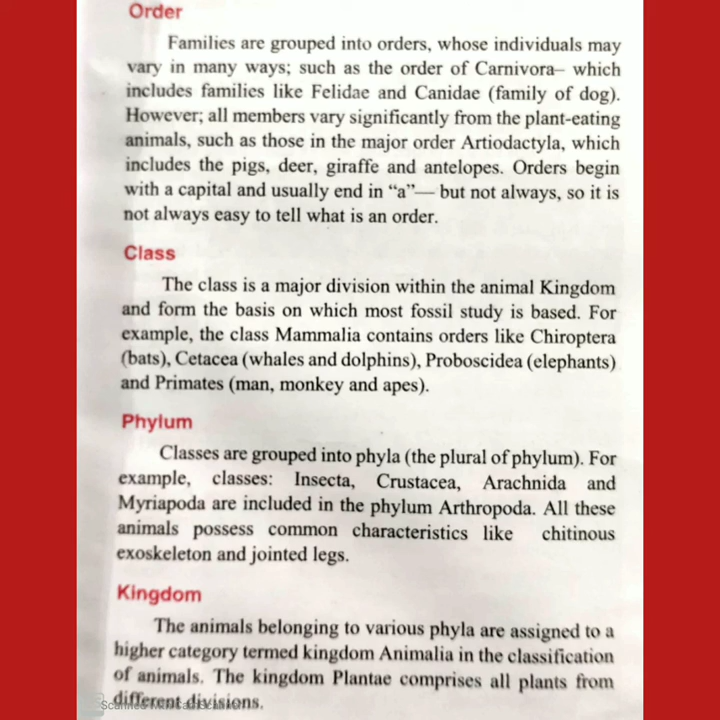 Order
Families are grouped into orders, whose individuals may
vary in many ways; such as the order of Carnivora– which
includes families like Felidae and Canidae (family of dog).
However; all members vary significantly from the plant-eating
animals, such as those in the major order Artiodactyla, which
includes the pigs, deer, giraffe and antelopes. Orders begin
with a capital and usually end in “a”— but not always, so it is
not always easy to tell what is an order.
Class
The class is a major division within the animal Kingdom
and form the basis on which most fossil study is based. For
example, the class Mammalia contains orders like Chiroptera
(bats), Cetacea (whales and dolphins), Proboscidea (elephants)
and Primates (man, monkey and apes).
Phylum
Classes are grouped into phyla (the plural of phylum). For
example, classes: Insecta, Crustacea, Arachnida and
Myriapoda are included in the phylum Arthropoda. All these
animals possess common characteristics like chitinous
exoskeleton and jointed legs.
Kingdom
The animals belonging to various phyla are assigned to a
higher category termed kingdom Animalia in the classification
of animals. The kingdom Plantae comprises all plants from
different divisions.